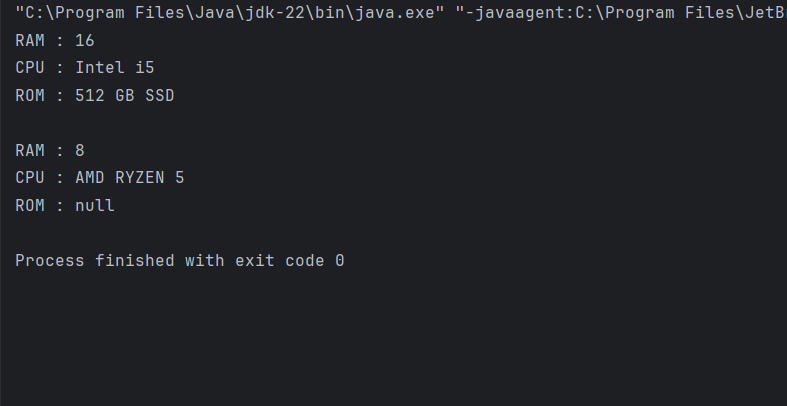 "C:\Program Files\Java\jdk-22\bin\java.exe" "-javaagent:C:\Program Files\JetB
RAM : 16
CPU : Intel i5
ROM : 512 GB SSD
RAM : 8
CPU : AMD RYZEN 5
ROM : null
Process finished with exit code 0